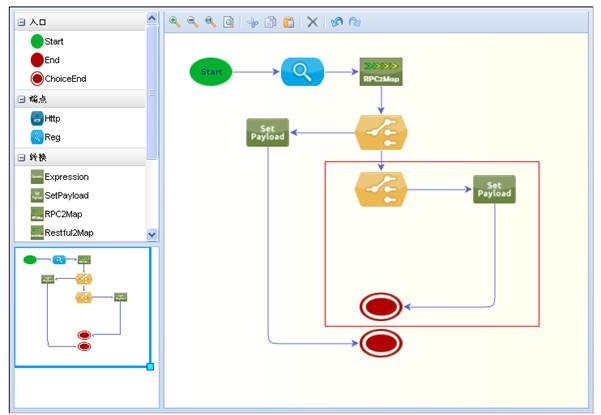 入口
Start
End
ChoiceEnd
端点
Http
Reg
转换
Expression
SetPayload
RPC2Map
Restful2Map
Start
RPC2Map
Set
Payload
Set
Payload